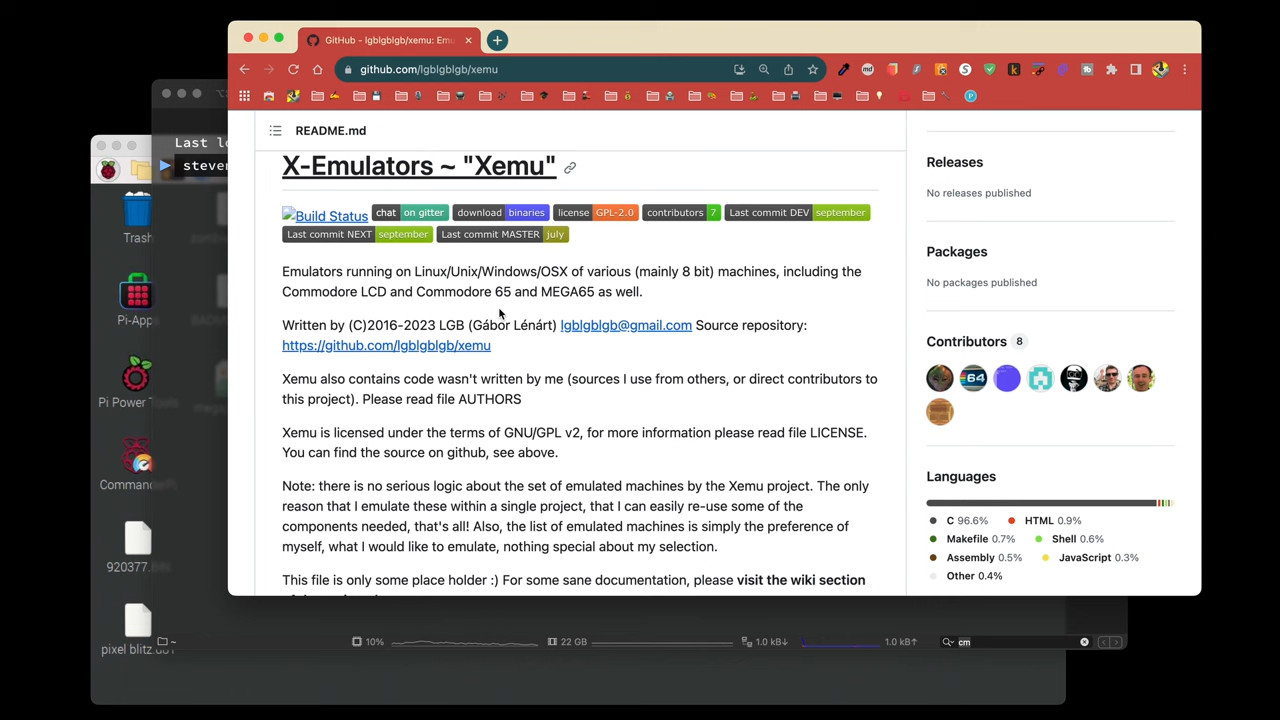 GitHub - lgblgblgb/xemu: Emu
github.com/lgblgblgb/xemu
README.md
X-Emulators ~ "Xemu"
Build Status chat on gitter download binaries license GPL-2.0 contributors 7 Last commit DEV september
Last commit NEXT september Last commit MASTER july
Emulators running on Linux/Unix/Windows/OSX of various (mainly 8 bit) machines, including the
Commodore LCD and Commodore 65 and MEGA65 as well.
Written by (C)2016-2023 LGB (Gábor Lénárt) lgblgblgb@gmail.com Source repository:
https://github.com/lgblgblgb/xemu
Xemu also contains code wasn't written by me (sources I use from others, or direct contributors to
this project). Please read file AUTHORS
Xemu is licensed under the terms of GNU/GPL v2, for more information please read file LICENSE.
You can find the source on github, see above.
Note: there is no serious logic about the set of emulated machines by the Xemu project. The only
reason that I emulate these within a single project, that I can easily re-use some of the
components needed, that's all! Also, the list of emulated machines is simply the preference of
myself, what I would like to emulate, nothing special about my selection.
This file is only some place holder :) For some sane documentation, please visit the wiki section
Releases
No releases published
Packages
No packages published
Contributors 8
Languages
C 96.6% HTML 0.9%
Makefile 0.7% Shell 0.6%
Assembly 0.5% JavaScript 0.3%
Other 0.4%
Last lo
steven
Trash
Pi-App
Pi Power Tools
Command
920377.BIN
pixel blitz.d81
~
10%
22 GB
1.0 kB↓
1.0 kB↑
cm